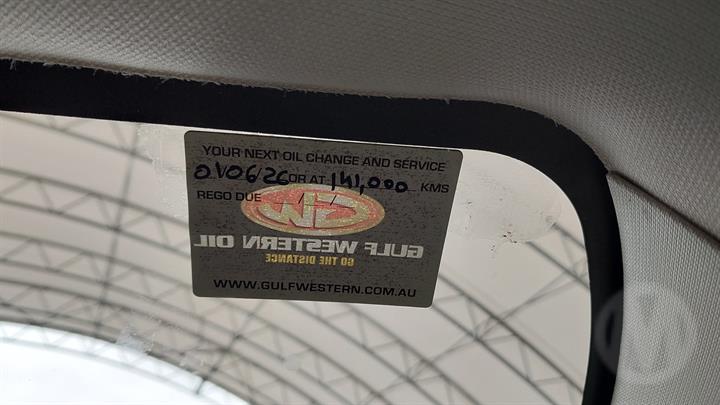 YOUR NEXT OIL CHANGE AND SERVICE
01/06/26 OR AT 141,000 KMS
REGO DUE / /
GW
GULF WESTERN OIL
GO THE DISTANCE
WWW.GULFWESTERN.COM.AU
M